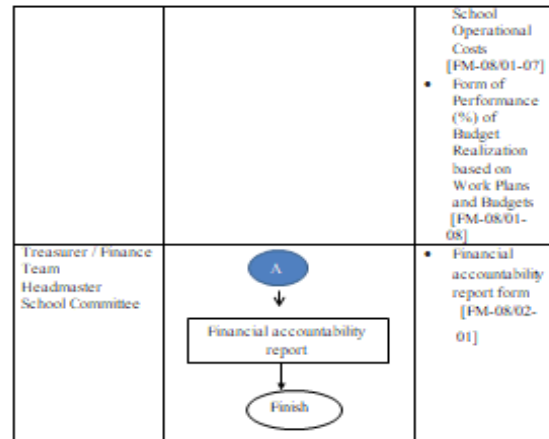 School
Operational
Costs
[FM-08/01-07]
• Form of
Performance
(%) of
Budget
Realization
based on
Work Plans
and Budgets
[FM-08/01-
08]
Treasurer / Finance
Team
Headmaster
School Committee
A
Financial accountability
report
Finish
• Financial
accountability
report form
[FM-08/02-
01]